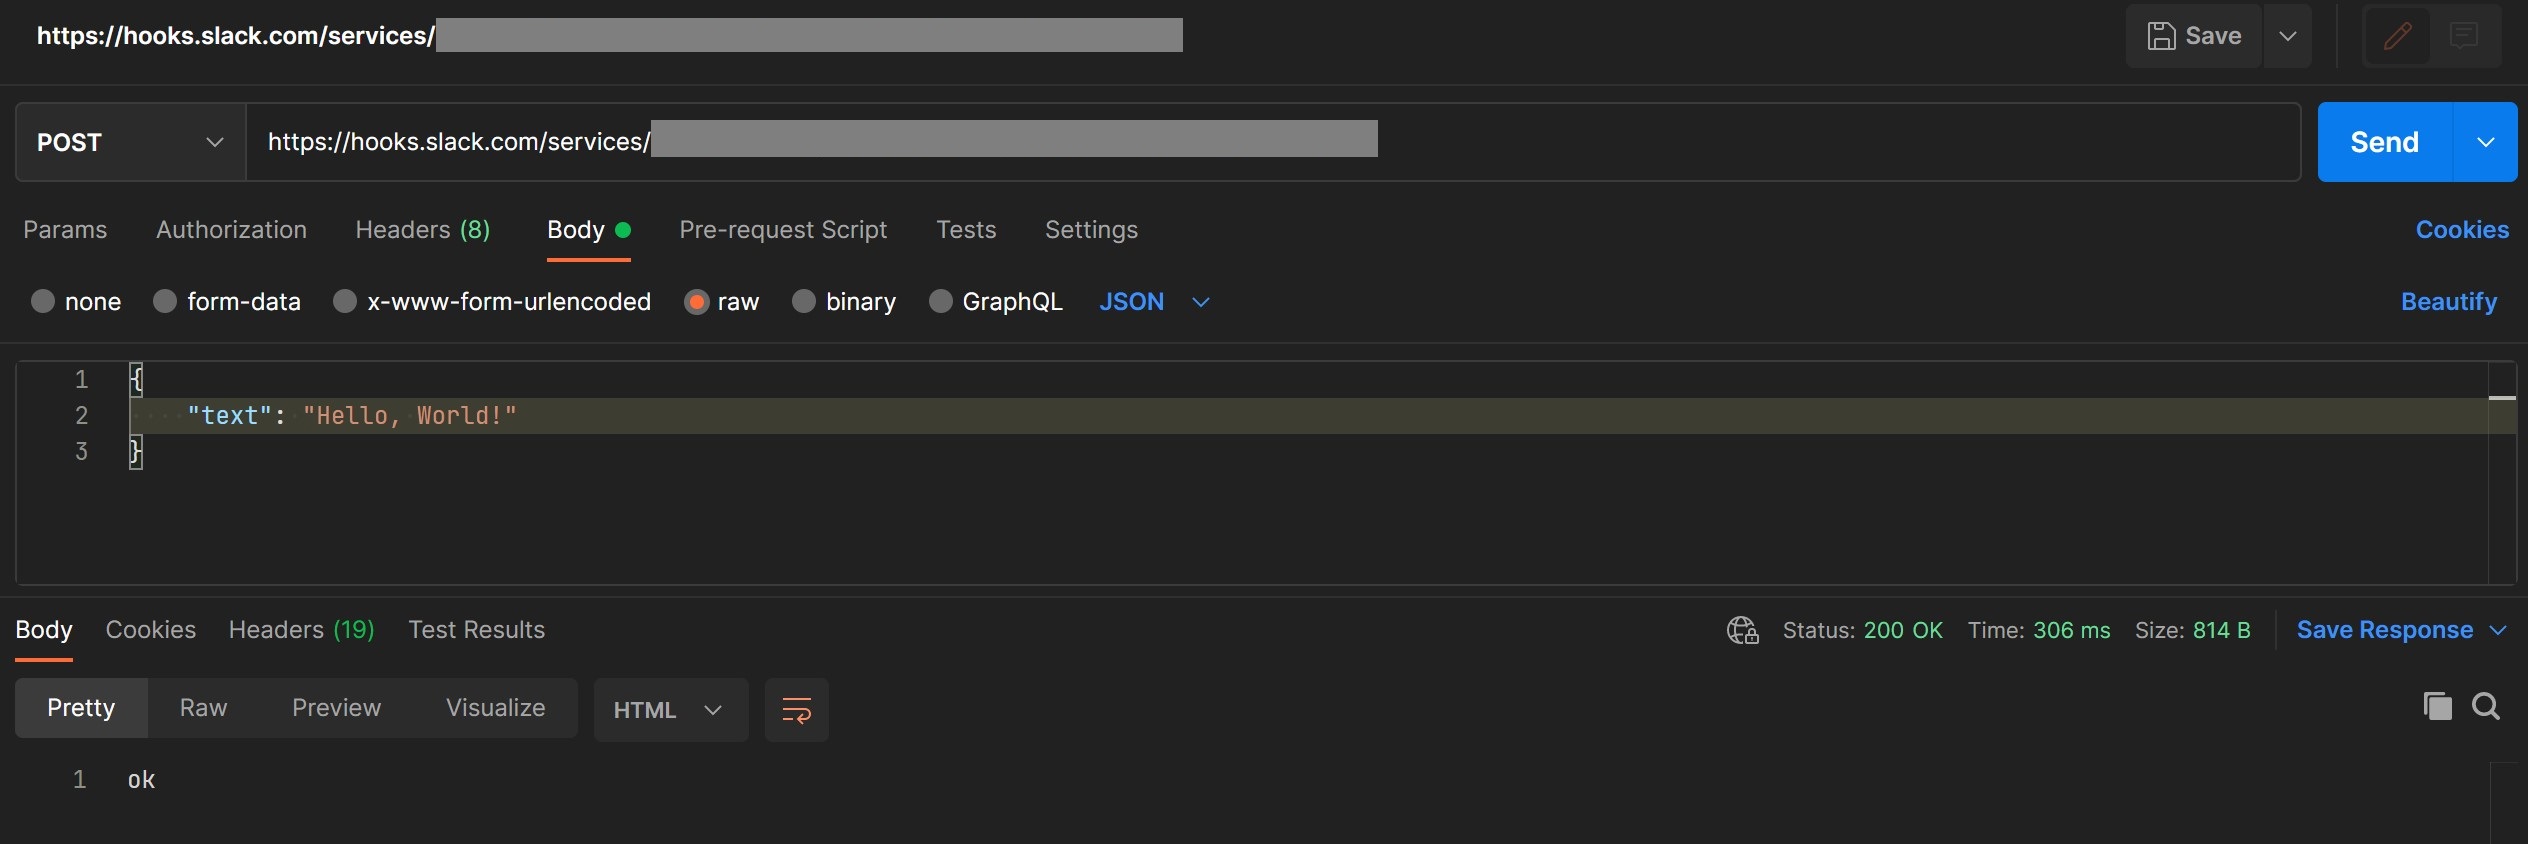 https://hooks.slack.com/services/
Save
POST
https://hooks.slack.com/services/
Send
Params Authorization Headers (8) Body Pre-request Script Tests Settings Cookies
none form-data x-www-form-urlencoded raw binary GraphQL JSON Beautify
1 {
2 "text": "Hello, World!"
3 }
Body Cookies Headers (19) Test Results Status: 200 OK Time: 306 ms Size: 814 B Save Response
Pretty Raw Preview Visualize HTML
1 ok